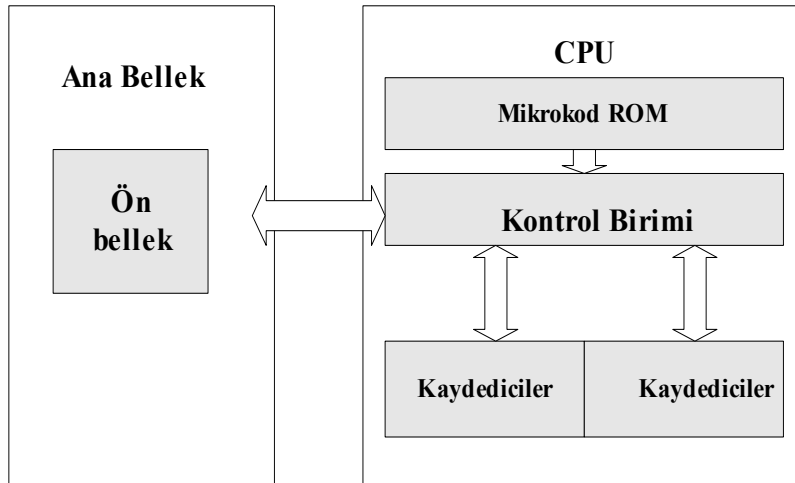 Ana Bellek
Ön
bellek
CPU
Mikrokod ROM
Kontrol Birimi
Kaydediciler
Kaydediciler